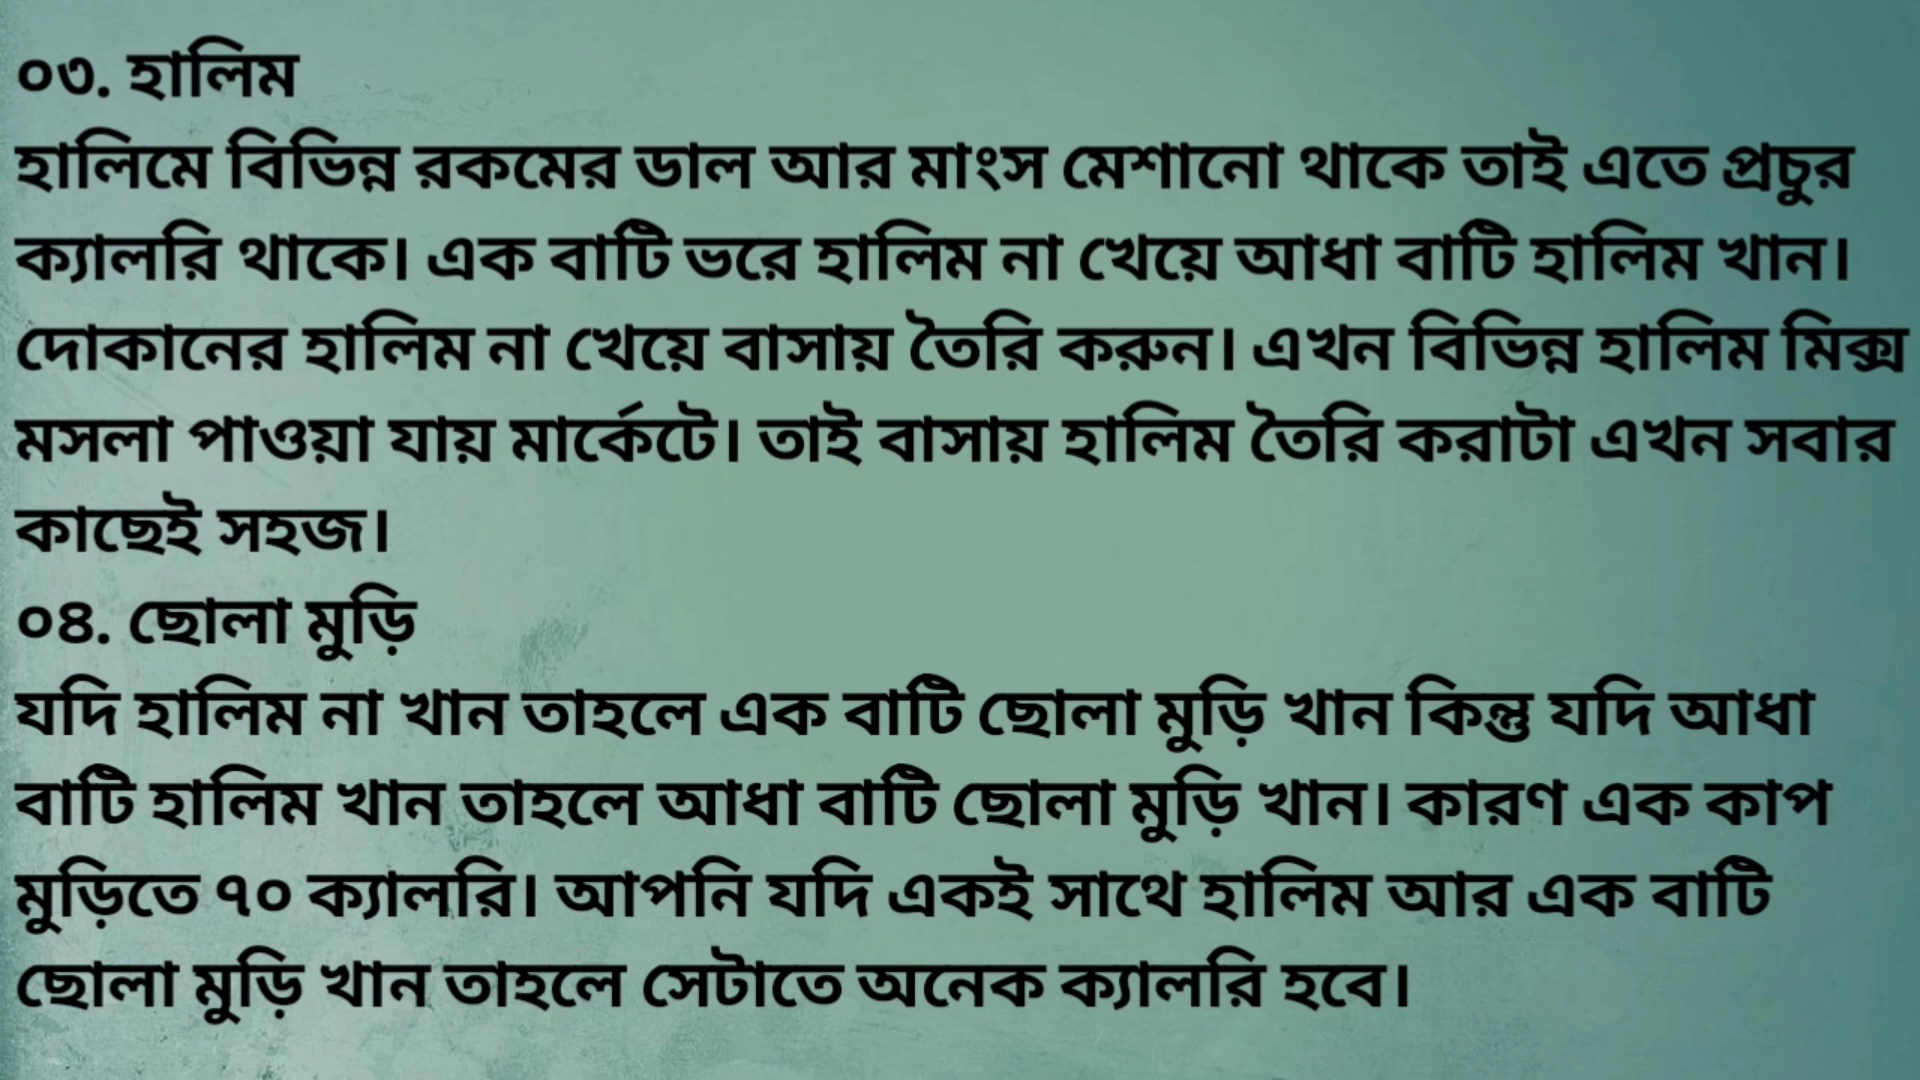 ০৩. হালিম
হালিমে বিভিন্ন রকমের ডাল আর মাংস মেশানো থাকে তাই এতে প্রচুর
ক্যালরি থাকে। এক বাটি ভরে হালিম না খেয়ে আধা বাটি হালিম খান।
দোকানের হালিম না খেয়ে বাসায় তৈরি করুন। এখন বিভিন্ন হালিম মিক্স
মসলা পাওয়া যায় মার্কেটে। তাই বাসায় হালিম তৈরি করাটা এখন সবার
কাছেই সহজ।
০৪. ছোলা মুড়ি
যদি হালিম না খান তাহলে এক বাটি ছোলা মুড়ি খান কিন্তু যদি আধা
বাটি হালিম খান তাহলে আধা বাটি ছোলা মুড়ি খান। কারণ এক কাপ
মুড়িতে ৭০ ক্যালরি। আপনি যদি একই সাথে হালিম আর এক বাটি
ছোলা মুড়ি খান তাহলে সেটাতে অনেক ক্যালরি হবে।